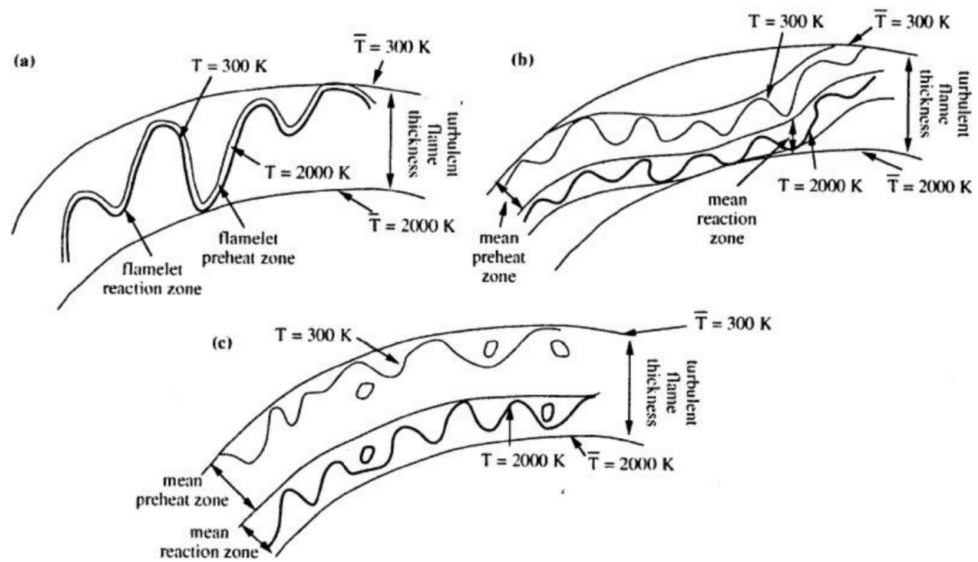 (a)
T = 300 K
T̅ = 300 K
turbulent
flame
thickness
T = 2000 K
T̅ = 2000 K
flamelet
preheat zone
flamelet
reaction zone
(b)
T̅ = 300 K
T = 300 K
turbulent
flame
thickness
T = 2000 K
T̅ = 2000 K
mean
reaction
zone
mean
preheat
zone
(c)
T = 300 K
T̅ = 300 K
turbulent
flame
thickness
T = 2000 K
T̅ = 2000 K
mean
preheat zone
mean
reaction zone